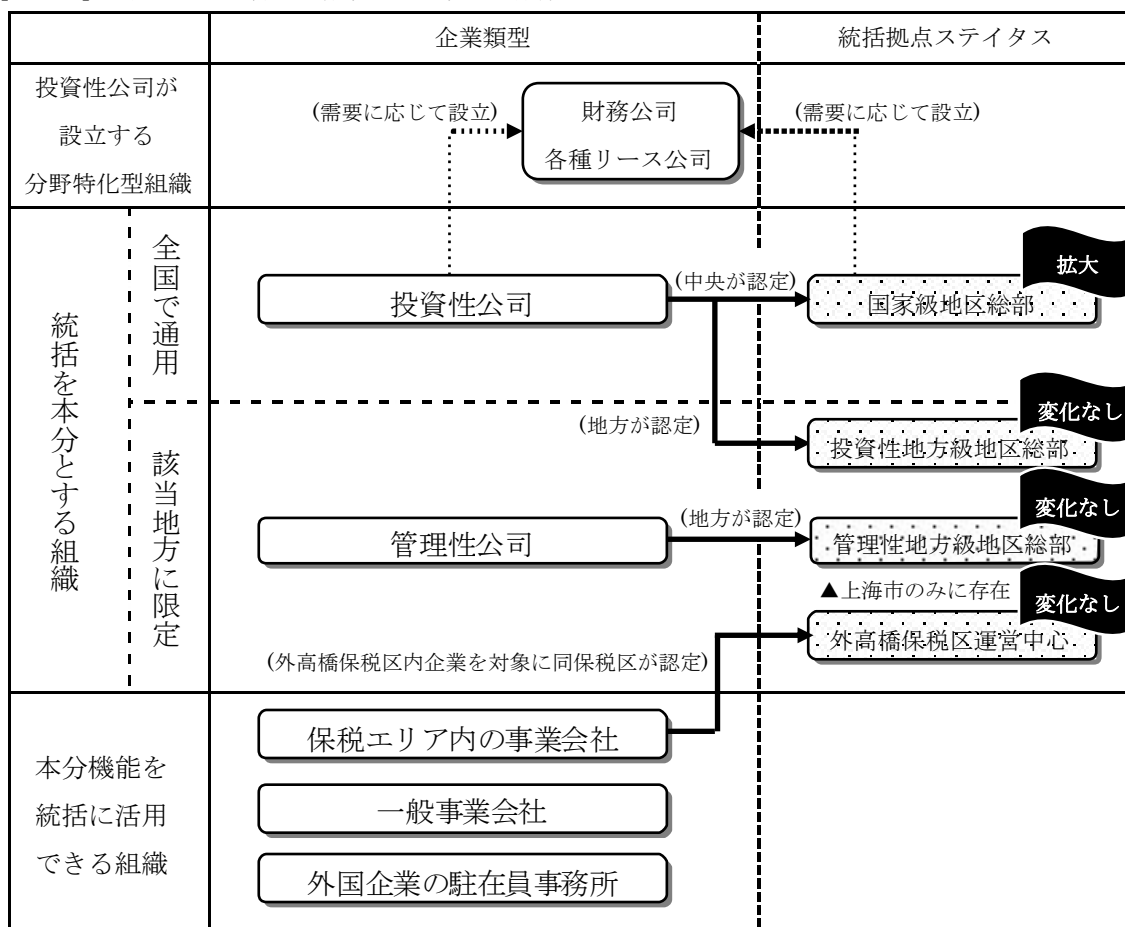 企業類型
統括拠点ステイタス
投資性公司が
設立する
分野特化型組織
(需要に応じて設立)
財務公司
各種リース公司
(需要に応じて設立)
統括を本分とする組織
全国で通用
投資性公司
(中央が認定)
拡大
国家級地区総部
(地方が認定)
変化なし
投資性地方級地区総部
該当地方に限定
管理性公司
(地方が認定)
変化なし
管理性地方級地区総部
▲上海市のみに存在
変化なし
外高橋保税区運営中心
(外高橋保税区内企業を対象に同保税区が認定)
本分機能を
統括に活用
できる組織
保税エリア内の事業会社
一般事業会社
外国企業の駐在員事務所